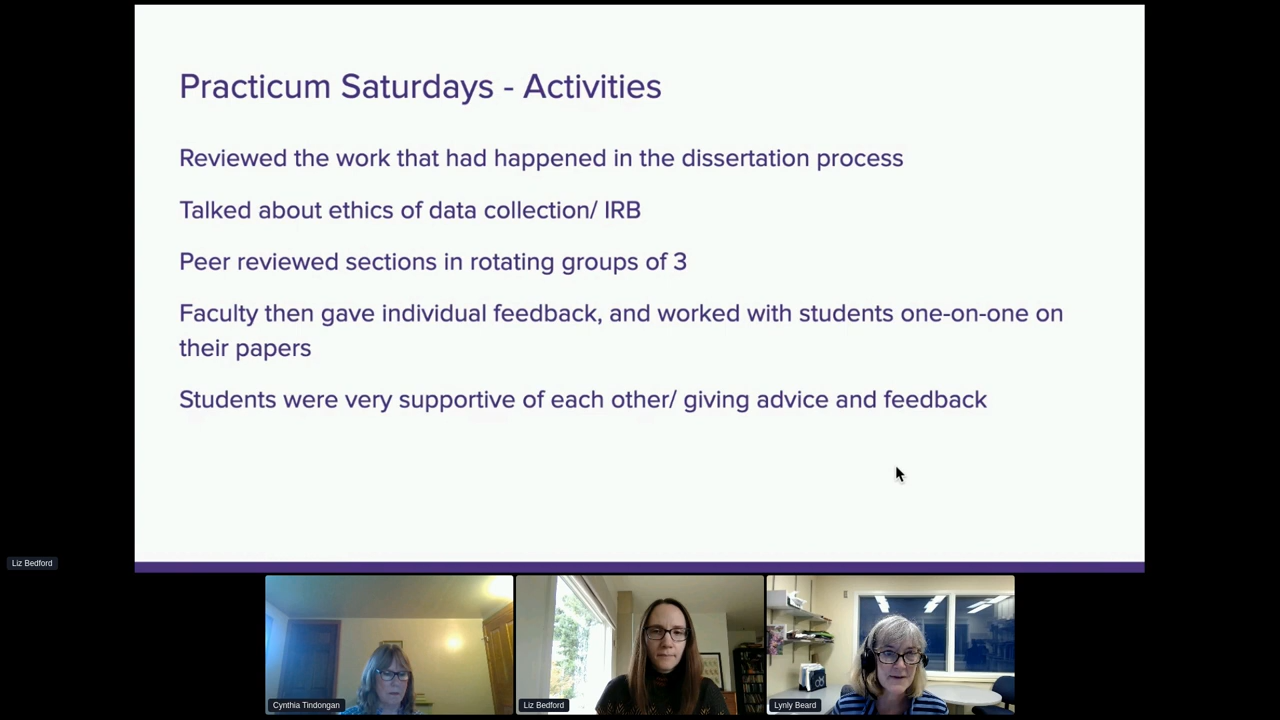 Practicum Saturdays - Activities
Reviewed the work that had happened in the dissertation process
Talked about ethics of data collection/ IRB
Peer reviewed sections in rotating groups of 3
Faculty then gave individual feedback, and worked with students one-on-one on
their papers
Students were very supportive of each other/ giving advice and feedback
Liz Bedford
Cynthia Tindongan
Liz Bedford
Lynly Beard